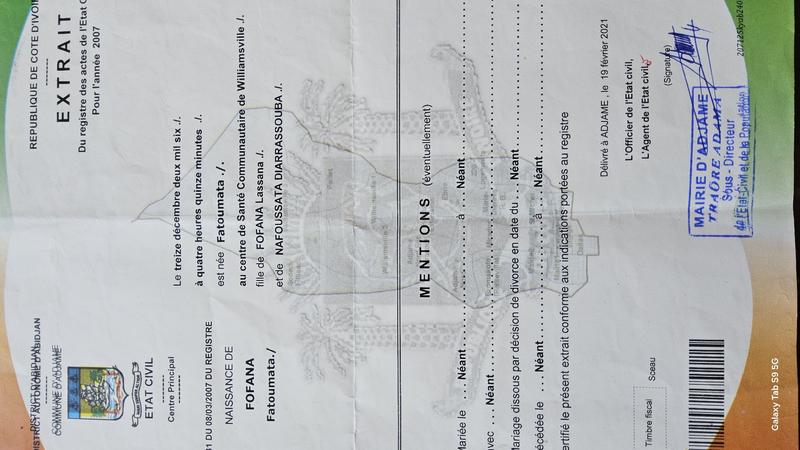 REPUBLIQUE DE COTE D'IVOIR
EXTRAIT
Du registre des actes de l'Etat C
Pour l'année 2007
DISTRICT AUTONOME D'ABIDJAN
COMMUNE D'ADJAME
ETAT CIVIL
Centre Principal
1 DU 08/03/2007 DU REGISTRE
NAISSANCE DE
FOFANA
Fatoumata./
Le treize décembre deux mil six ./.
à quatre heures quinze minutes ./.
est née Fatoumata ./.
au centre de Santé Communautaire de Williamsville ./.
fille de FOFANA Lassana ./.
et de NAFOUSSATA DIARRASSOUBA ./.
MENTIONS (éventuellement)
Mariée le .... Néant .... à .... Néant ....
avec .... Néant ....
Mariage dissous par décision de divorce en date du .... Néant ....
écédée le .... Néant .... à .... Néant ....
ertifié le présent extrait conforme aux indications portées au registre
Délivré à ADJAME , le 19 février 2021
L'Officier de l'Etat civil,
L'Agent de l'Etat civil,
(Signature)
Timbre fiscal
Sceau
MAIRIE D'ADJAME
TRAÔRE ADAMA
Sous - Directeur
de l'Etat-Civil et de la Population
Galaxy Tab S9 5G